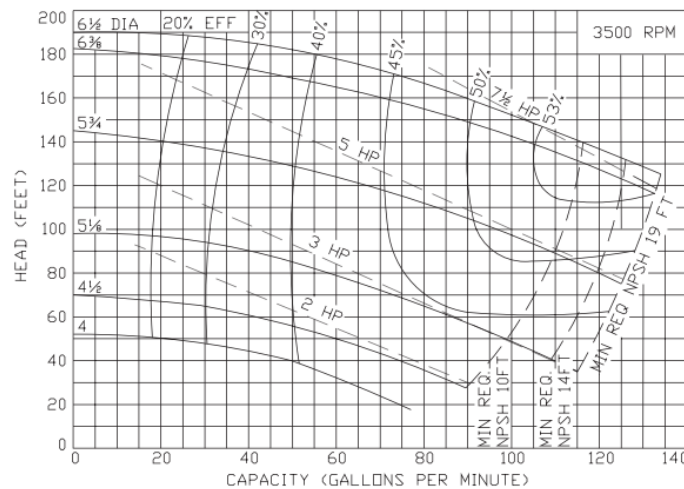 200
180
160
140
120
100
80
60
40
20
0
HEAD (FEET)
6½ DIA
6⅜
5¾
5⅛
4½
4
20% EFF
30%
40%
45%
50%
53%
3500 RPM
7½ HP
5 HP
3 HP
2 HP
MIN REQ.
NPSH 10FT
MIN REQ.
NPSH 14FT
MIN REQ NPSH 19 FT
0
20
40
60
80
100
120
140
CAPACITY (GALLONS PER MINUTE)